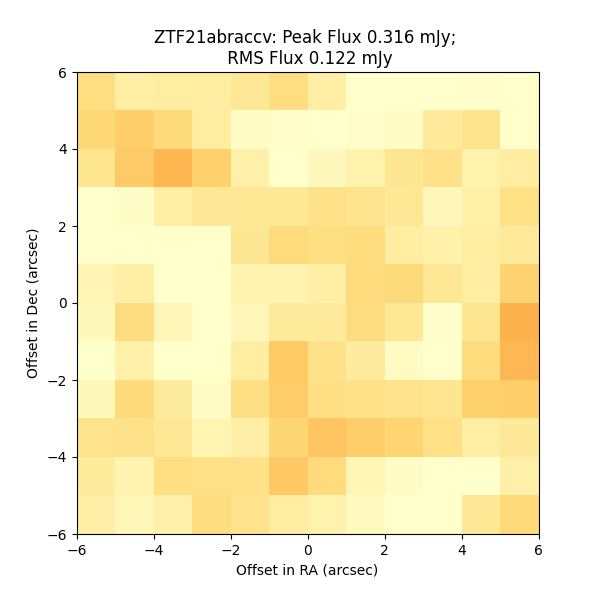 ZTF21abraccv: Peak Flux 0.316 mJy;
RMS Flux 0.122 mJy
6
4
2
0
−2
−4
−6
Offset in Dec (arcsec)
−6 −4 −2 0 2 4 6
Offset in RA (arcsec)